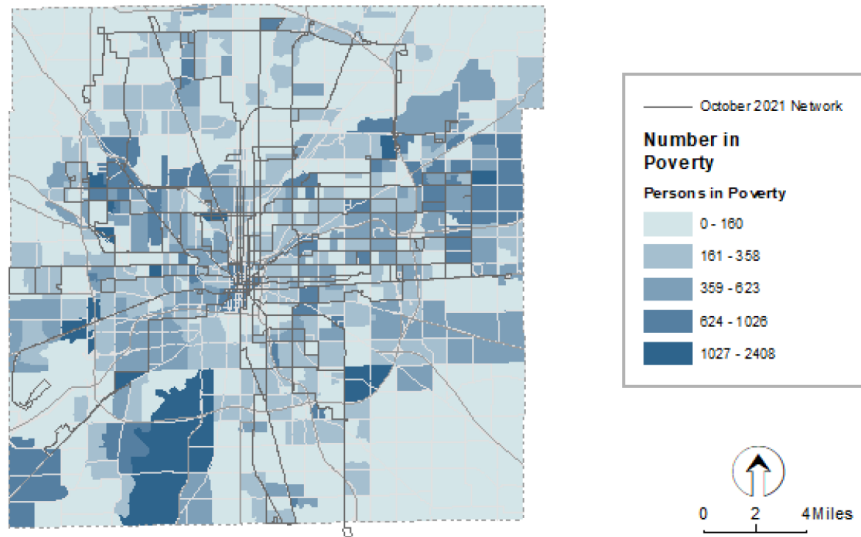 October 2021 Network
Number in
Poverty
Persons in Poverty
0 - 160
161 - 358
359 - 623
624 - 1026
1027 - 2408
0 2 4 Miles